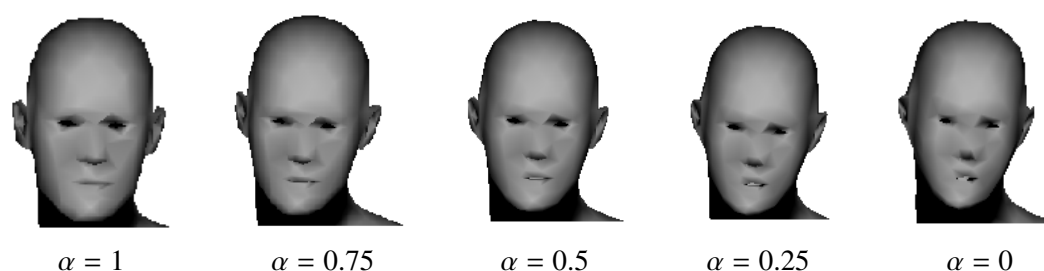 α = 1 α = 0.75 α = 0.5 α = 0.25 α = 0